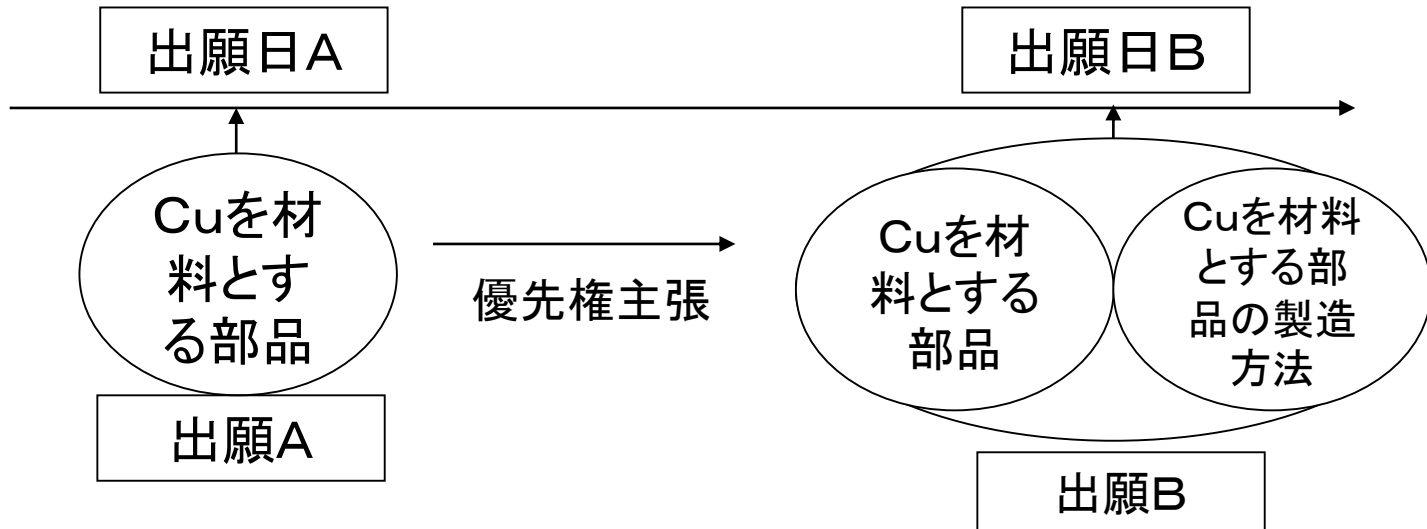 出願日A
出願日B
Cuを材
料とす
る部品
優先権主張
Cuを材
料とする
部品
Cuを材料
とする部
品の製造
方法
出願A
出願B